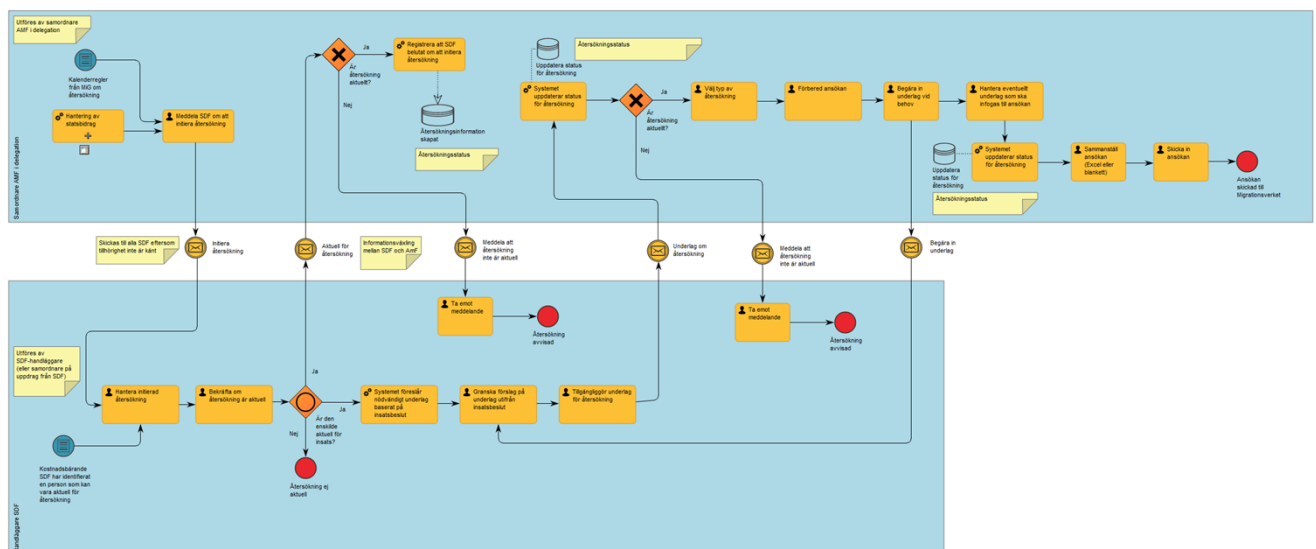 Utföres av samordnare
AMF i delegation
Kalenderregler
från MIG om
återsökning
Hantering av
statsbidrag
Meddela SDF om att
initiera återsökning
Är
återsökning
aktuellt?
Ja
Nej
Registrera att SDF
belutat om att initiera
återsökning
Återsökningsinformation
skapat
Återsökningsstatus
Uppdatera status
för återsökning
Återsökningsstatus
Systemet
uppdaterar status
för återsökning
Är
återsökning
aktuellt?
Ja
Nej
Välj typ av
återsökning
Förbered ansökan
Begära in
underlag vid
behov
Hantera eventuellt
underlag som ska
infogas till ansökan
Uppdatera
status för
återsökning
Systemet
uppdaterar status
för återsökning
Återsökningsstatus
Sammanställ
ansökan
(Excel eller
blankett)
Skicka in
ansökan
Ansökan
skickad till
Migrationsverket
Samordnare AMF i delegation
Skickas till alla SDF eftersom
tillhörighet inte är känt
Initiera
återsökning
Aktuell för
återsökning
Informationsväxling
mellan SDF och AmF
Meddela att
återsökning
inte är aktuell
Underlag om
återsökning
Meddela att
återsökning
inte är aktuell
Begära in
underlag
Ta emot
meddelande
Återsökning
avvisad
Ta emot
meddelande
Återsökning
avvisad
Utföres av
SDF-handläggare
(eller samordnare på
uppdrag från SDF)
Hantera initierad
återsökning
Bekräfta om
återsökning är aktuell
Ja
Ja
Nej
Är den
enskilde
aktuell för
insats?
Systemet föreslår
nödvändigt underlag
baserat på
insatsbeslut
Granska förslag på
underlag utifrån
insatsbeslut
Tillgängliggör underlag
för återsökning
Återsökning ej
aktuell
Kostnadsbärande
SDF har identifierat
en person som kan
vara aktuell för
återsökning
Handläggare SDF